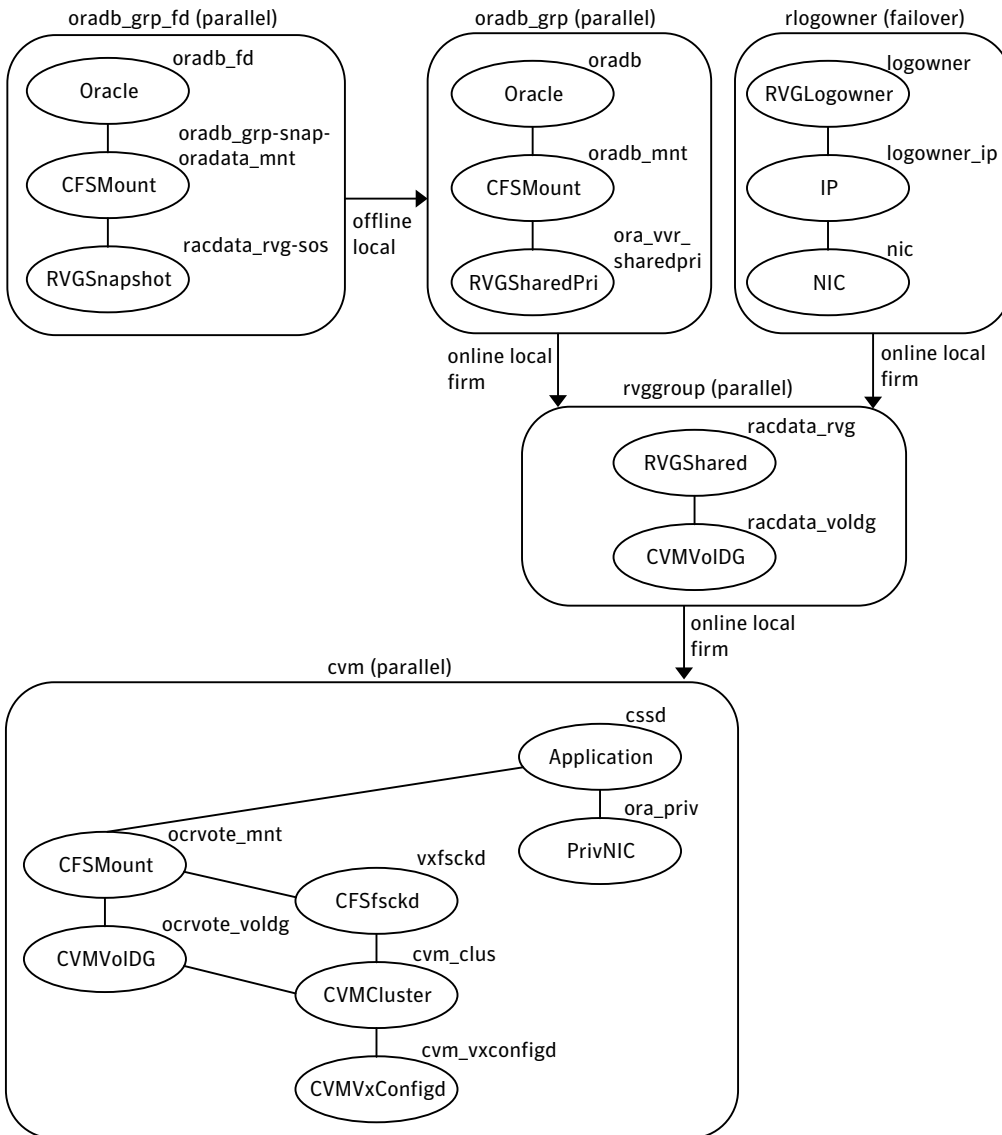 oradb_grp_fd (parallel)
oradb_fd
Oracle
oradb_grp-snap-
oradata_mnt
CFSMount
racdata_rvg-sos
RVGSnapshot
offline
local
oradb_grp (parallel)
oradb
Oracle
oradb_mnt
CFSMount
ora_vvr_
sharedpri
RVGSharedPri
rlogowner (failover)
logowner
RVGLogowner
logowner_ip
IP
nic
NIC
online local
firm
online local
firm
rvggroup (parallel)
racdata_rvg
RVGShared
racdata_voldg
CVMVolDG
online local
firm
cvm (parallel)
cssd
Application
ora_priv
PrivNIC
ocrvote_mnt
CFSMount
vxfsckd
CFSfsckd
ocrvote_voldg
CVMVolDG
cvm_clus
CVMCluster
cvm_vxconfigd
CVMVxConfigd